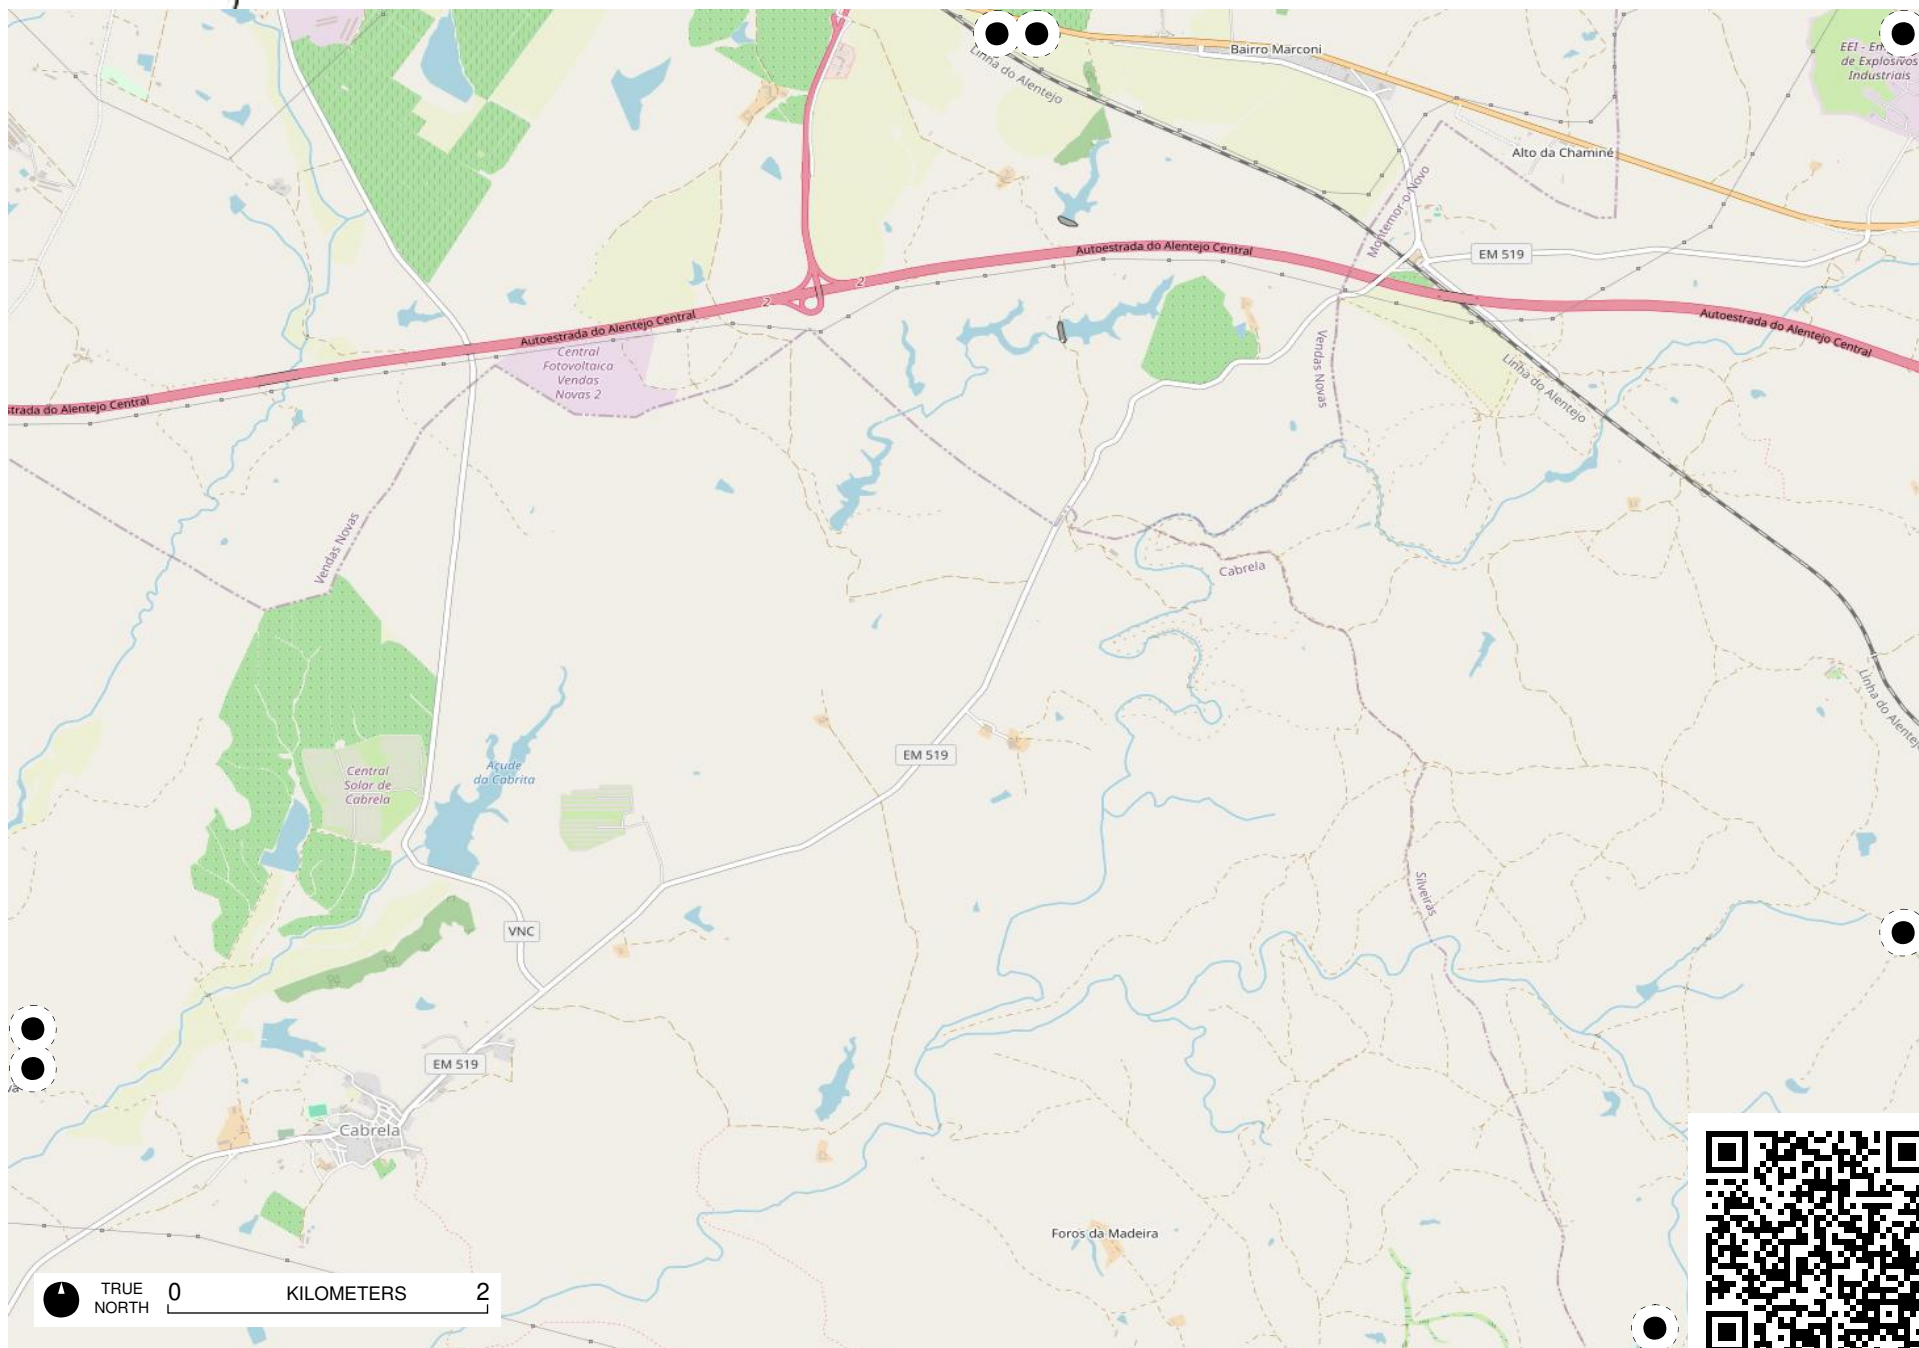 Linha do Alentejo
Bairro Marconi
de Explosivos
Industriais
Alto da Chaminé
Montemor-o-Novo
Autoestrada do Alentejo Central
EM 519
2
2
Autoestrada do Alentejo Central
Autoestrada do Alentejo Central
Central
Fotovoltaica
Vendas
Novas 2
Vendas Novas
Linha do Alentejo
strada do Alentejo Central
Vendas Novas
Cabrela
Linha do Alentejo
EM 519
Açude
da Cabrita
Central
Solar de
Cabrela
Silveiras
VNC
EM 519
Cabrela
Foros da Madeira
TRUE
NORTH
0 KILOMETERS 2